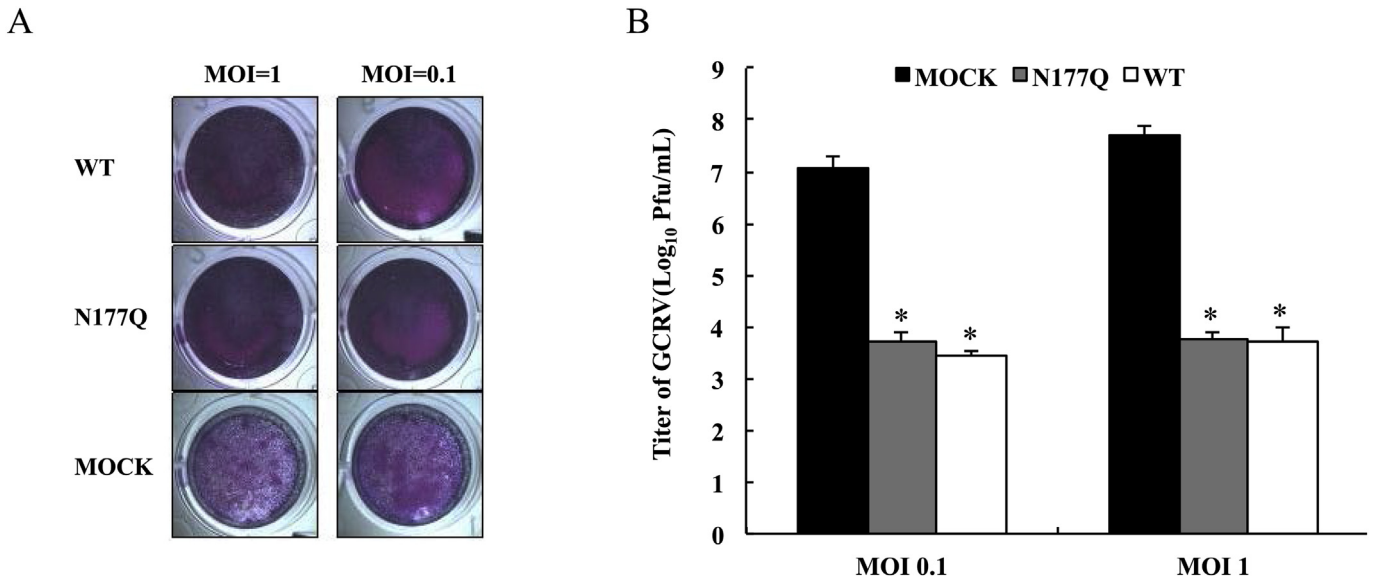 A
MOI=1 MOI=0.1
WT
N177Q
MOCK
B
MOCK N177Q WT
Titer of GCRV(Log10 Pfu/mL)
9
8
7
6
5
4
3
2
1
0
* * * *
MOI 0.1 MOI 1